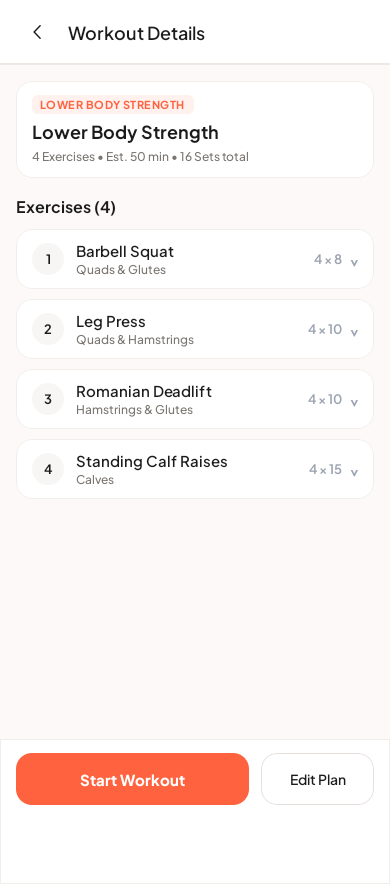 Workout Details
LOWER BODY STRENGTH
Lower Body Strength
4 Exercises • Est. 50 min • 16 Sets total
Exercises (4)
1
Barbell Squat
Quads & Glutes
4 × 8
2
Leg Press
Quads & Hamstrings
4 × 10
3
Romanian Deadlift
Hamstrings & Glutes
4 × 10
4
Standing Calf Raises
Calves
4 × 15
Start Workout
Edit Plan